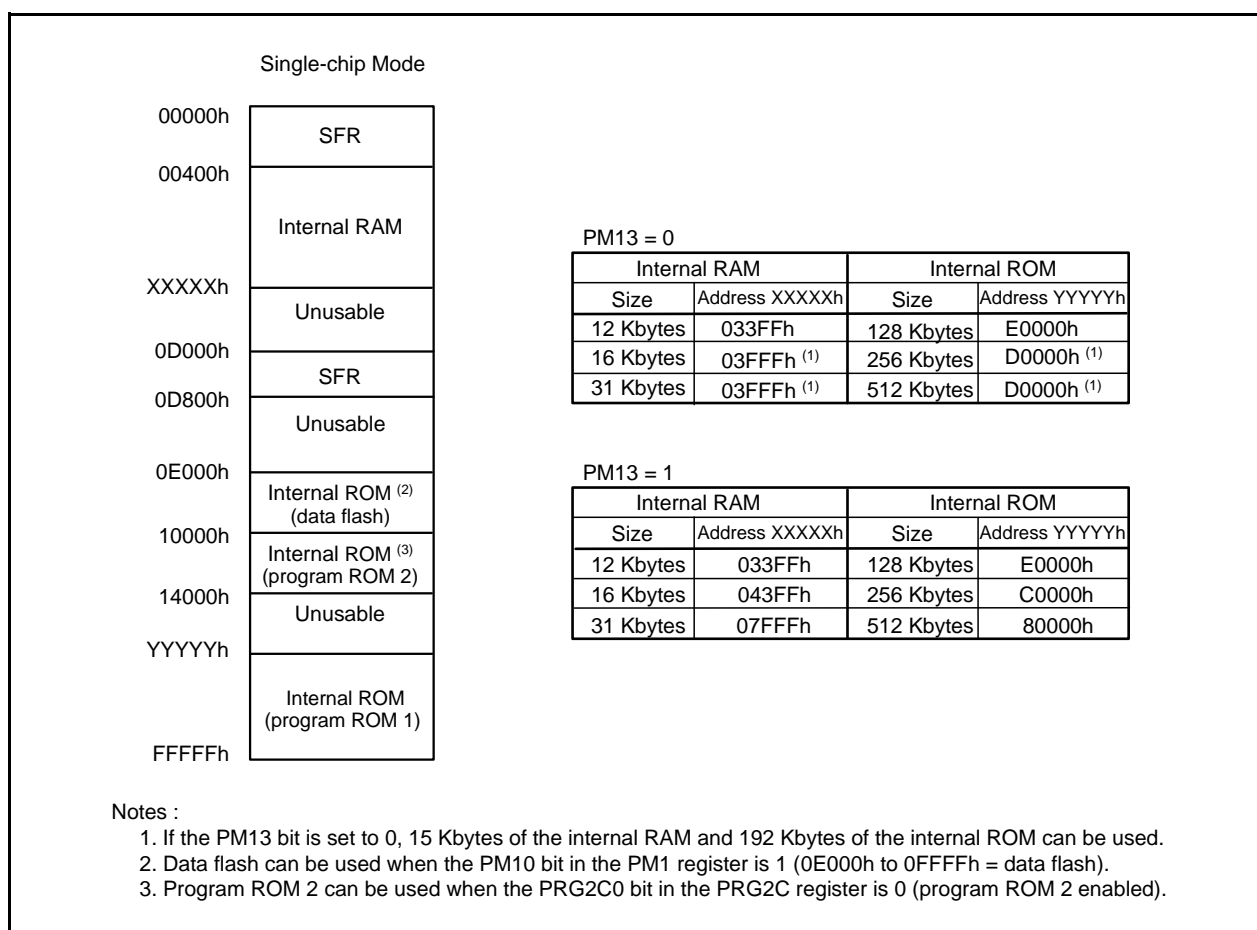 Single-chip Mode
00000h
SFR
00400h
Internal RAM
XXXXXh
Unusable
0D000h
SFR
0D800h
Unusable
0E000h
Internal ROM (2)
(data flash)
10000h
Internal ROM (3)
(program ROM 2)
14000h
Unusable
YYYYYh
Internal ROM
(program ROM 1)
FFFFFh
PM13 = 0
Internal RAM Internal ROM
Size Address XXXXXh Size Address YYYYYh
12 Kbytes 033FFh 128 Kbytes E0000h
16 Kbytes 03FFFh (1) 256 Kbytes D0000h (1)
31 Kbytes 03FFFh (1) 512 Kbytes D0000h (1)
PM13 = 1
Internal RAM Internal ROM
Size Address XXXXXh Size Address YYYYYh
12 Kbytes 033FFh 128 Kbytes E0000h
16 Kbytes 043FFh 256 Kbytes C0000h
31 Kbytes 07FFFh 512 Kbytes 80000h
Notes :
1. If the PM13 bit is set to 0, 15 Kbytes of the internal RAM and 192 Kbytes of the internal ROM can be used.
2. Data flash can be used when the PM10 bit in the PM1 register is 1 (0E000h to 0FFFFh = data flash).
3. Program ROM 2 can be used when the PRG2C0 bit in the PRG2C register is 0 (program ROM 2 enabled).